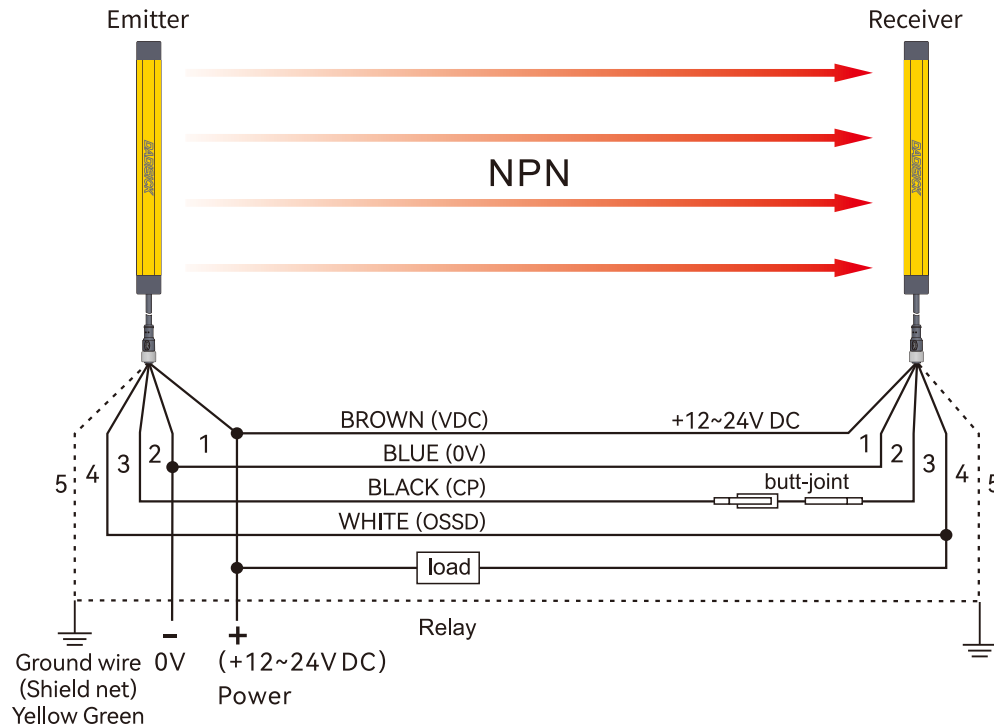 Emitter
Receiver
DADISICK
DADISICK
NPN
BROWN (VDC)
+12~24V DC
BLUE (0V)
BLACK (CP)
butt-joint
WHITE (OSSD)
load
1
2
3
4
5
1
2
3
4
5
Relay
-
+
Ground wire
(Shield net)
Yellow Green
0V
(+12~24V DC)
Power